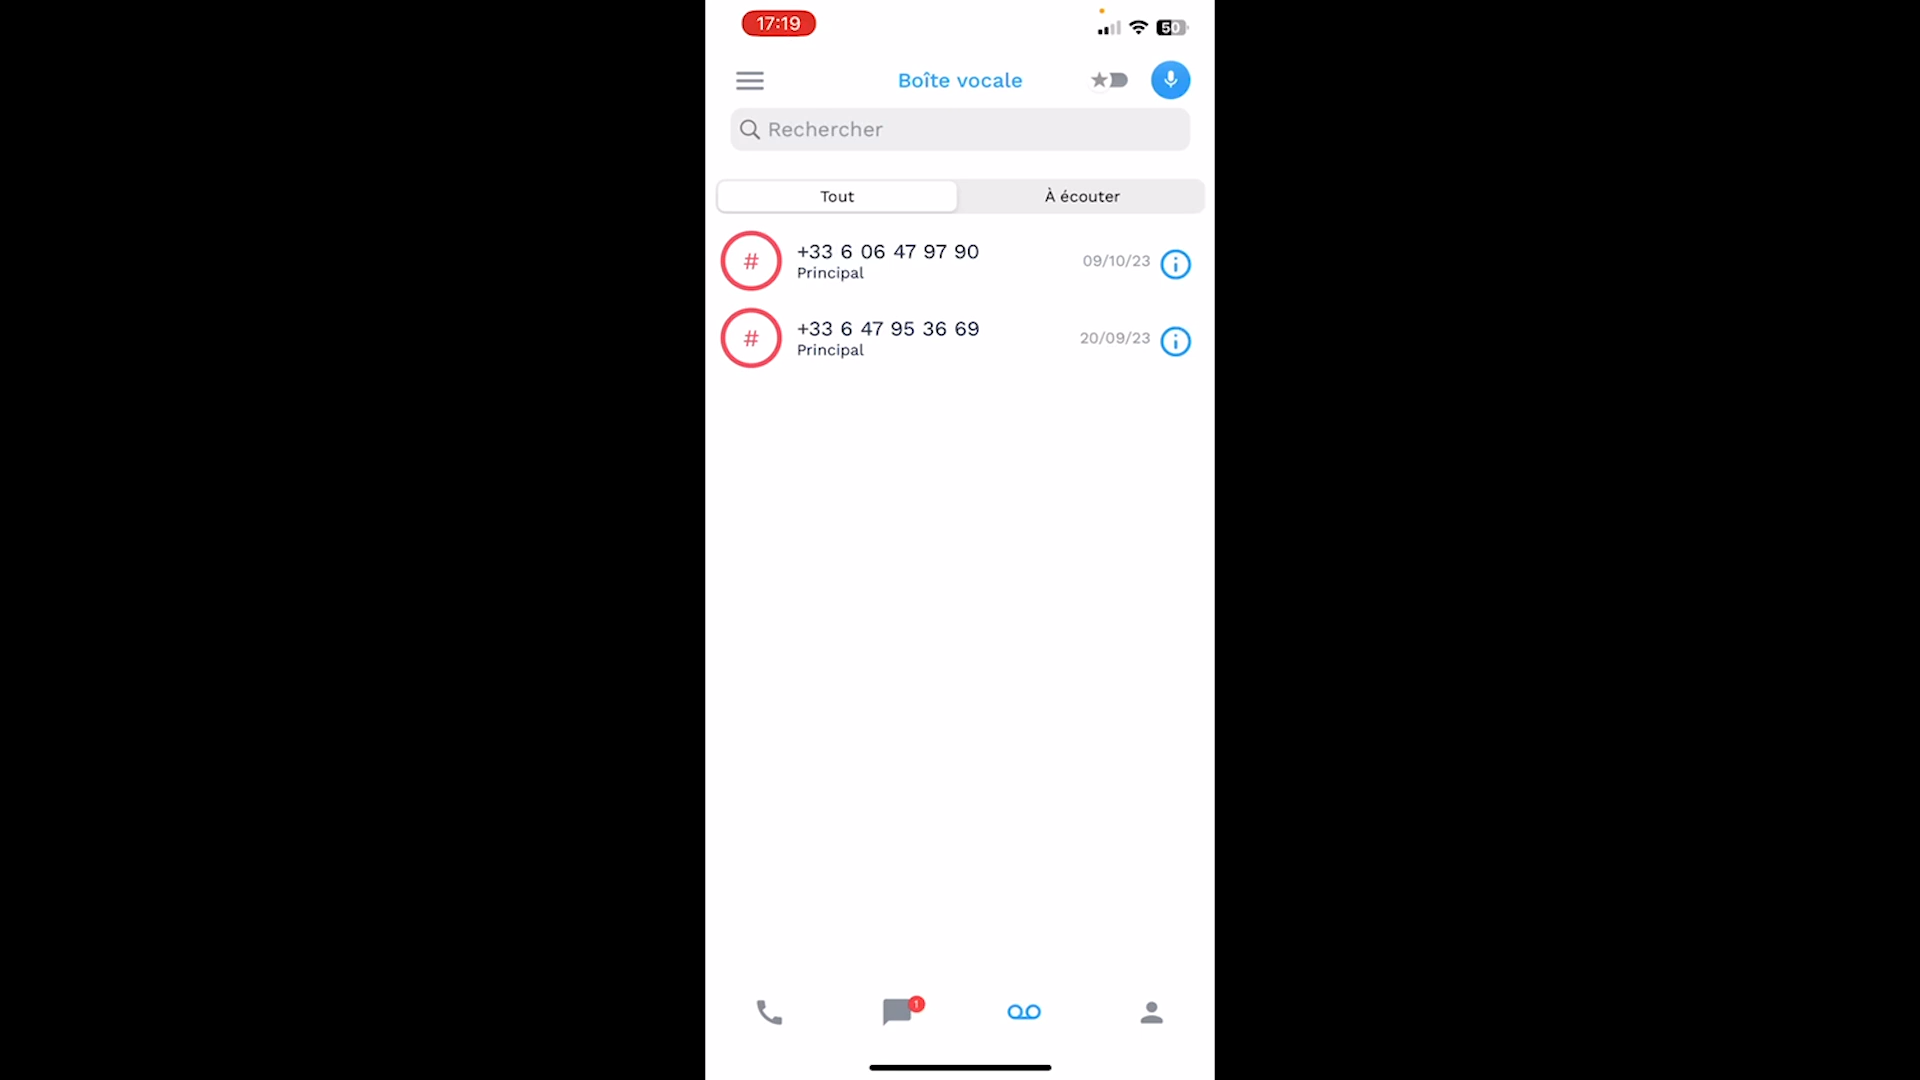 17:19
50
Boîte vocale
Rechercher
Tout
À écouter
# +33 6 06 47 97 90
Principal
09/10/23
# +33 6 47 95 36 69
Principal
20/09/23
1